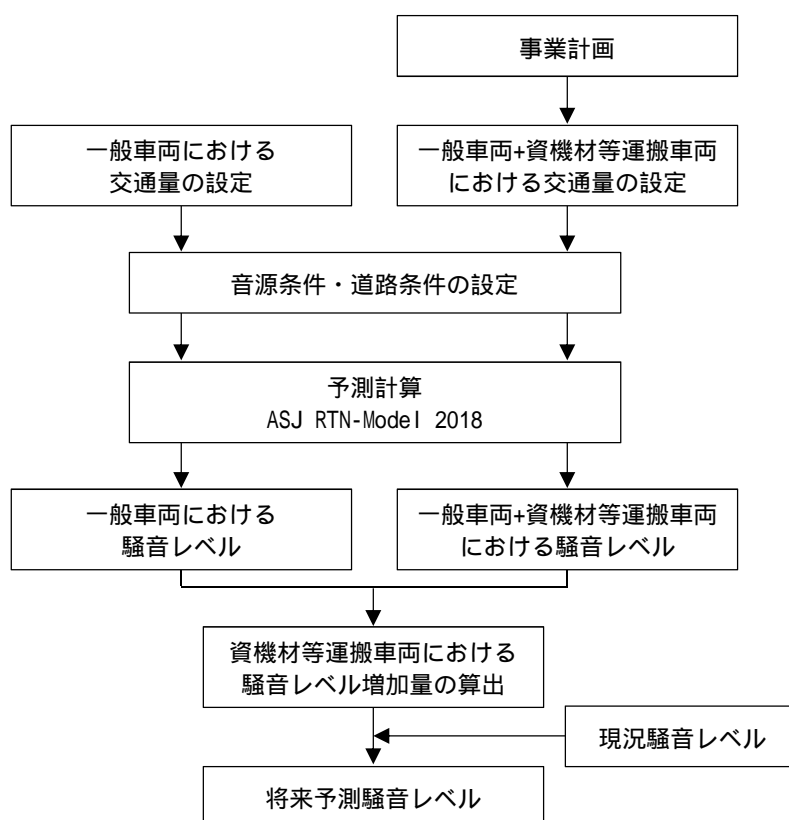 事業計画
一般車両における
交通量の設定
一般車両+資機材等運搬車両
における交通量の設定
音源条件・道路条件の設定
予測計算
ASJ RTN-Model 2018
一般車両における
騒音レベル
一般車両+資機材等運搬車両
における騒音レベル
資機材等運搬車両における
騒音レベル増加量の算出
現況騒音レベル
将来予測騒音レベル